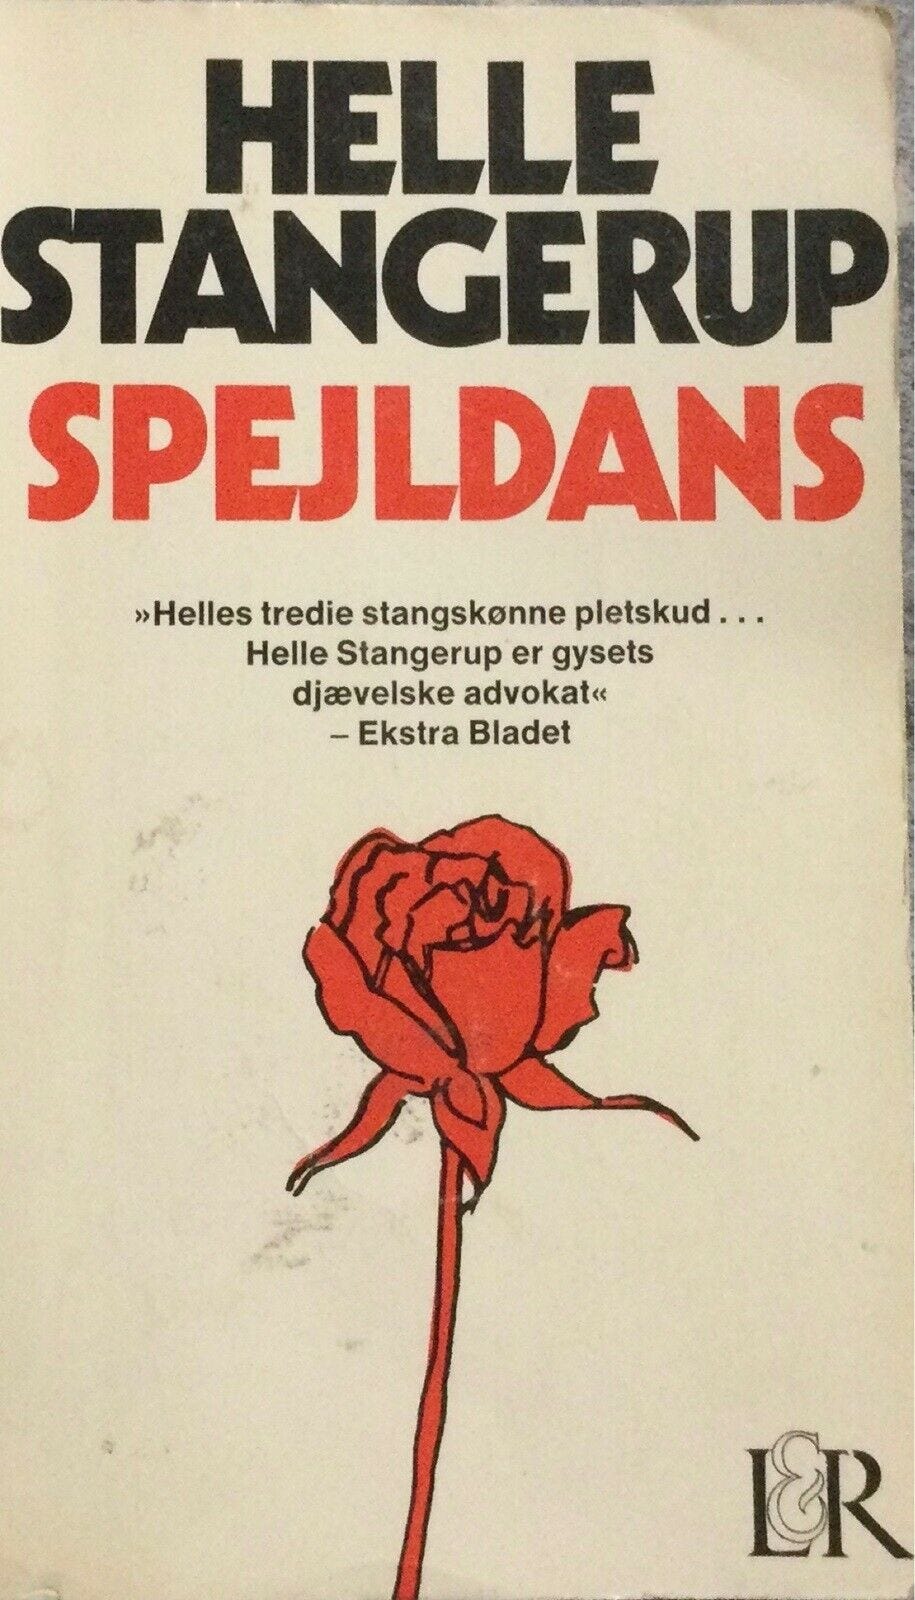 HELLE
STANGERUP
SPEJLDANS
»Helles tredie stangskønne pletskud . . .
Helle Stangerup er gysets
djævelske advokat«
– Ekstra Bladet
L&R